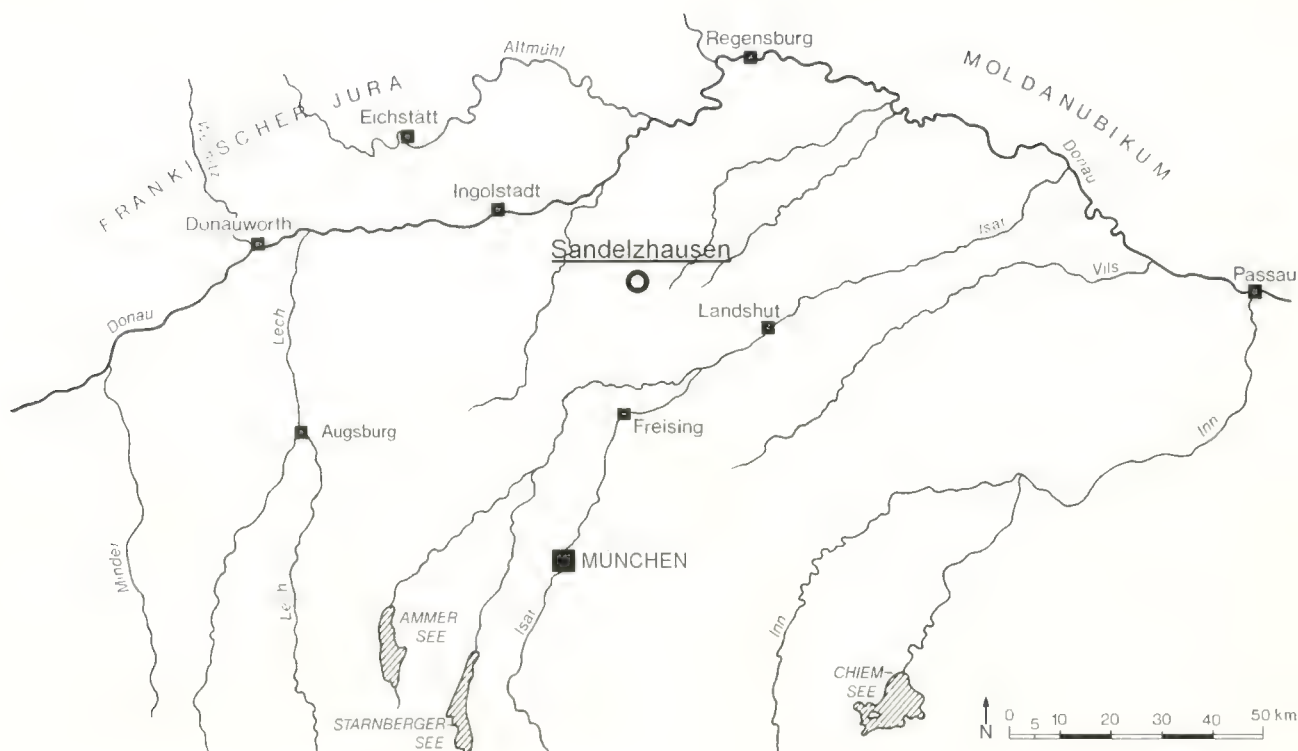 Regensburg
Altmühl
MOLDANUBIKUM
FRANKISCHER JURA
Eichstätt
Donau
Ingolstadt
Donauwörth
Isar
Sandelzhausen
Vils
Passau
Donau
Landshut
Lech
Freising
Augsburg
Inn
Mindel
MUNCHEN
Lech
AMMER
SEE
Isar
Inn
CHIEM-
SEE
STARNBERGER
SEE
N
0 5 10 20 30 40 50 km